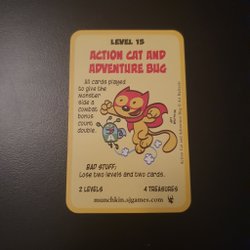 LEVEL 15
ACTION CAT AND
ADVENTURE BUG
All cards played
to give the
monster
side a
combat
bonus
count
double.
BAD STUFF:
Lose two levels and two cards.
2 LEVELS 4 TREASURES
munchkin.sjgames.com